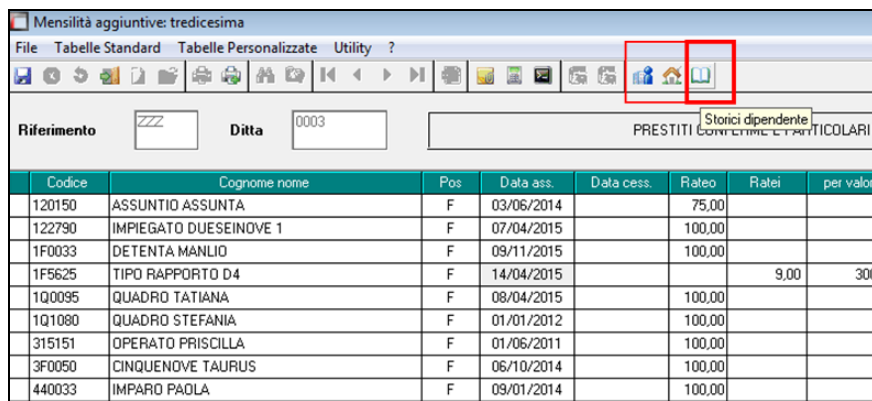 Mensilità aggiuntive: tredicesima
File Tabelle Standard Tabelle Personalizzate Utility ?
Riferimento ZZZ Ditta 0003
Storici dipendente
PRESTITI
Codice Cognome nome Pos Data ass. Data cess. Rateo Ratei per valor
120150 ASSUNTIO ASSUNTA F 03/06/2014 75,00
122790 IMPIEGATO DUESEINOVE 1 F 07/04/2015 100,00
1F0033 DETENTA MANLIO F 09/11/2015 100,00
1F5625 TIPO RAPPORTO D4 F 14/04/2015 9,00 300
1Q0095 QUADRO TATIANA F 08/04/2015 100,00
1Q1080 QUADRO STEFANIA F 01/01/2012 100,00
315151 OPERATO PRISCILLA F 01/06/2011 100,00
3F0050 CINQUENOVE TAURUS F 06/10/2014 100,00
440033 IMPARO PAOLA F 09/01/2014 100,00